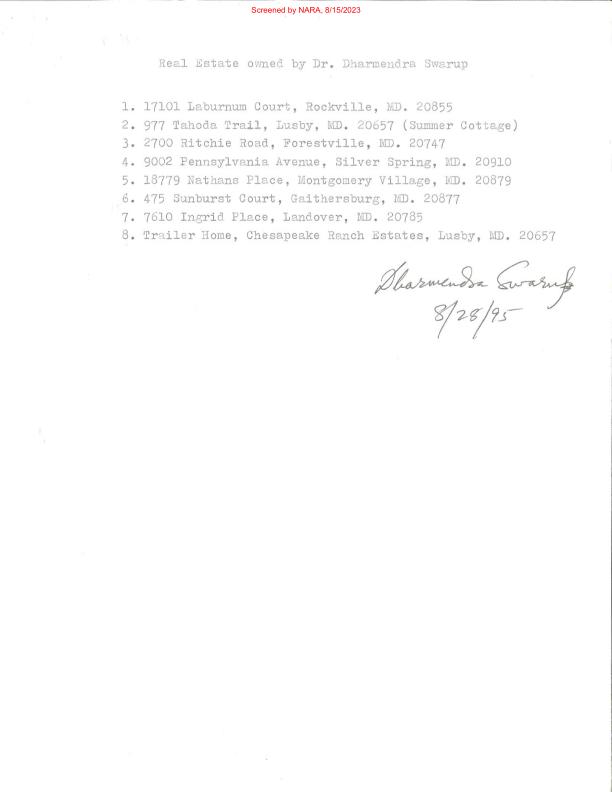 Screened by NARA, 8/15/2023
Real Estate owned by Dr. Dharmendra Swarup
1. 17101 Laburnum Court, Rockville, MD. 20855
2. 977 Tahoda Trail, Lusby, MD. 20657 (Summer Cottage)
3. 2700 Ritchie Road, Forestville, MD. 20747
4. 9002 Pennsylvania Avenue, Silver Spring, MD. 20910
5. 18779 Nathans Place, Montgomery Village, MD. 20879
6. 475 Sunburst Court, Gaithersburg, MD. 20877
7. 7610 Ingrid Place, Landover, MD. 20785
8. Trailer Home, Chesapeake Ranch Estates, Lusby, MD. 20657
Dharmendra Swarup
8/28/95